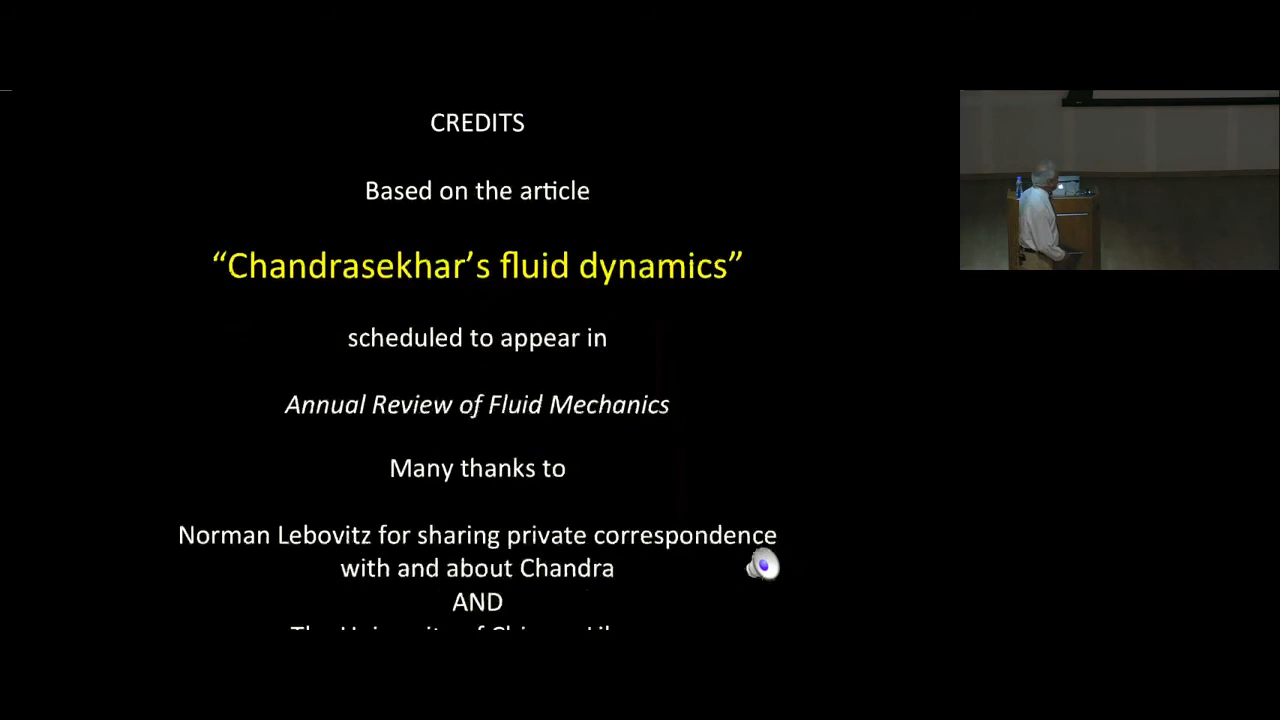 CREDITS
Based on the article
“Chandrasekhar’s fluid dynamics”
scheduled to appear in
Annual Review of Fluid Mechanics
Many thanks to
Norman Lebovitz for sharing private correspondence
with and about Chandra
AND